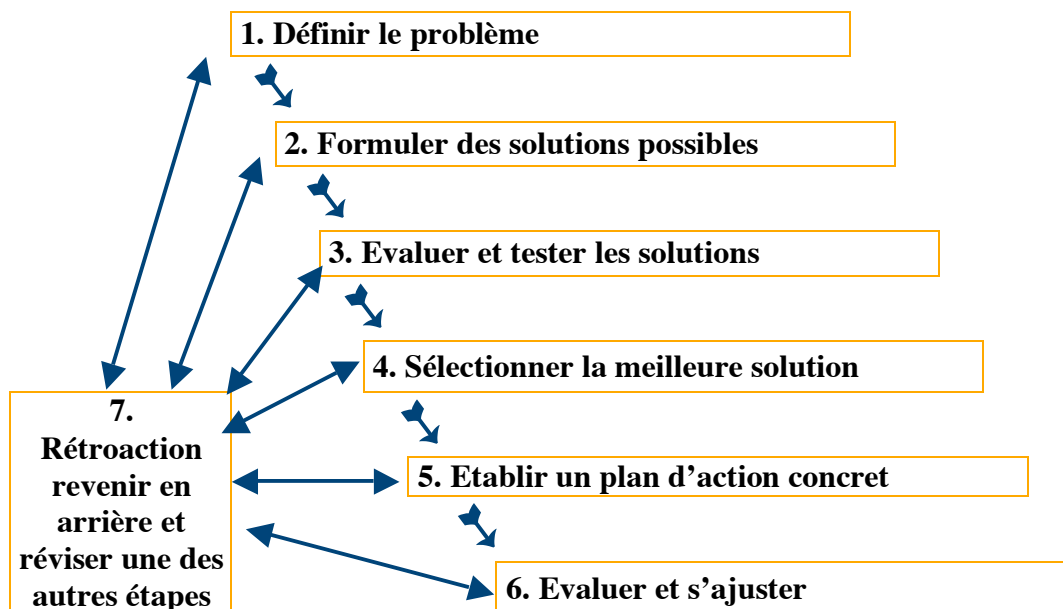 1. Définir le problème
2. Formuler des solutions possibles
3. Evaluer et tester les solutions
4. Sélectionner la meilleure solution
5. Etablir un plan d’action concret
6. Evaluer et s’ajuster
7.
Rétroaction
revenir en
arrière et
réviser une des
autres étapes